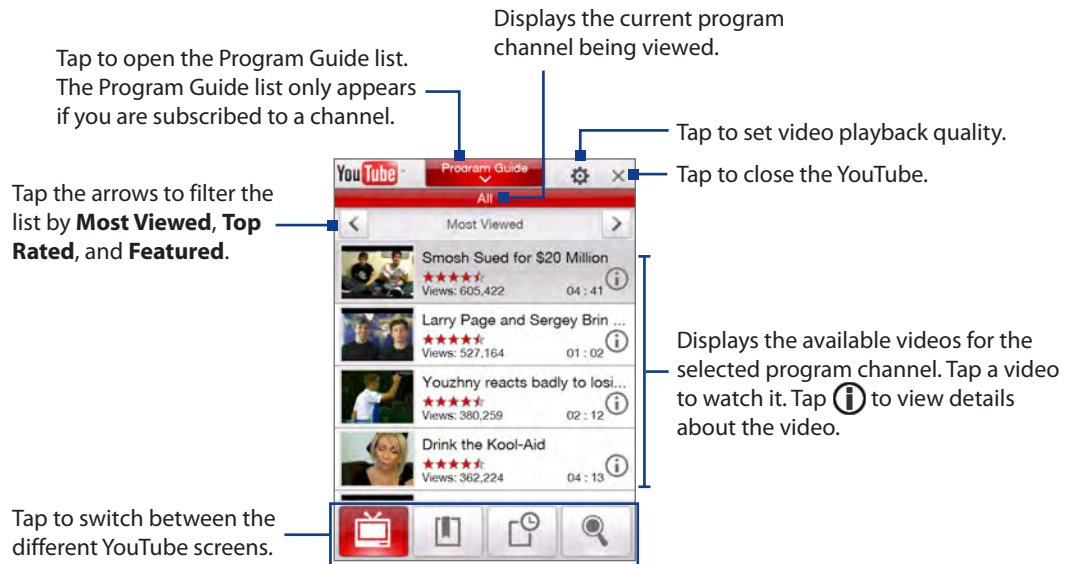 Displays the current program
channel being viewed.
Tap to open the Program Guide list.
The Program Guide list only appears
if you are subscribed to a channel.
Tap to set video playback quality.
Tap to close the YouTube.
Tap the arrows to filter the
list by Most Viewed, Top
Rated, and Featured.
YouTube
Program Guide
All
Most Viewed
Smosh Sued for $20 Million
Views: 605,422 04 : 41
Larry Page and Sergey Brin ...
Views: 527,164 01 : 02
Youzhny reacts badly to losi...
Views: 380,259 02 : 12
Drink the Kool-Aid
Views: 362,224 04 : 13
Displays the available videos for the
selected program channel. Tap a video
to watch it. Tap i to view details
about the video.
Tap to switch between the
different YouTube screens.